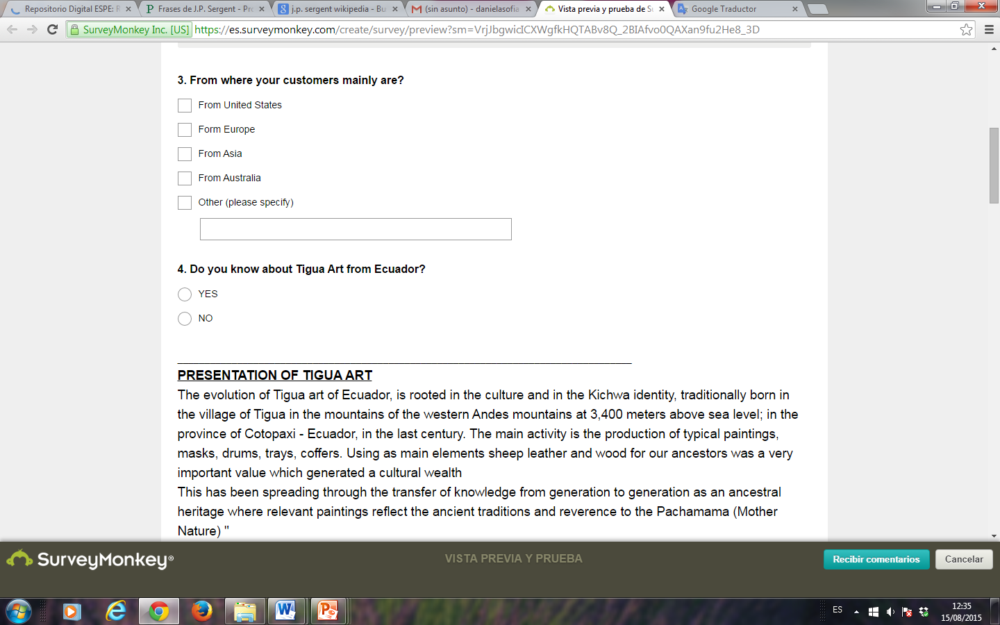 Repositorio Digital ESPE: R
Frases de J.P. Sergent - Pro
j.p. sergent wikipedia - Bu
(sin asunto) - danielasofia
Vista previa y prueba de Su
Google Traductor
SurveyMonkey Inc. [US]
3. From where your customers mainly are?
From United States
Form Europe
From Asia
From Australia
Other (please specify)
4. Do you know about Tigua Art from Ecuador?
YES
NO
PRESENTATION OF TIGUA ART
The evolution of Tigua art of Ecuador, is rooted in the culture and in the Kichwa identity, traditionally born in
the village of Tigua in the mountains of the western Andes mountains at 3,400 meters above sea level; in the
province of Cotopaxi - Ecuador, in the last century. The main activity is the production of typical paintings,
masks, drums, trays, coffers. Using as main elements sheep leather and wood for our ancestors was a very
important value which generated a cultural wealth
This has been spreading through the transfer of knowledge from generation to generation as an ancestral
heritage where relevant paintings reflect the ancient traditions and reverence to the Pachamama (Mother
Nature) "
SurveyMonkey®
VISTA PREVIA Y PRUEBA
Recibir comentarios
Cancelar
ES
12:35
15/08/2015